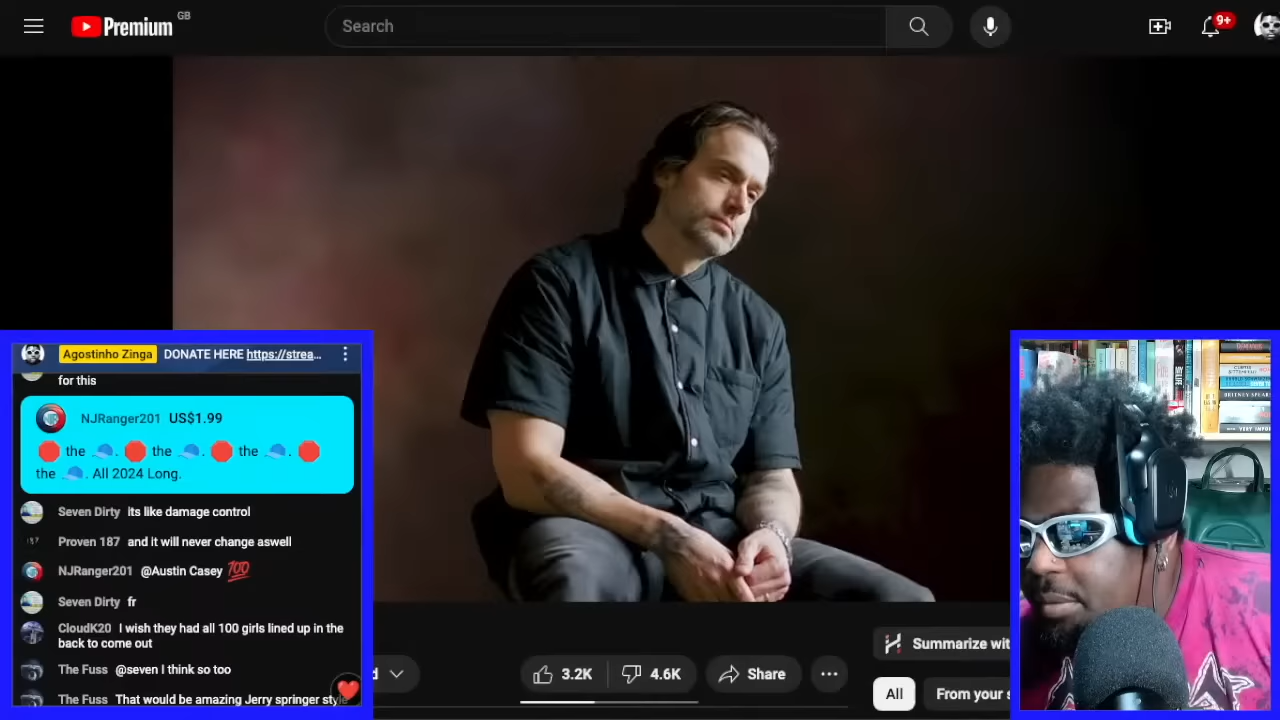 Premium GB
Search
9+
Agostinho Zinga DONATE HERE https://strea...
for this
NJRanger201 US$1.99
🛑 the 🧢. 🛑 the 🧢. 🛑 the 🧢. 🛑
the 🧢. All 2024 Long.
Seven Dirty its like damage control
Proven 187 and it will never change aswell
NJRanger201 @Austin Casey 💯
Seven Dirty fr
CloudK20 I wish they had all 100 girls lined up in the
back to come out
The Fuss @seven I think so too
The Fuss That would be amazing Jerry springer style
d
3.2K
4.6K
Share
Summarize wit
All
From your s
BRITNEY SPEARS